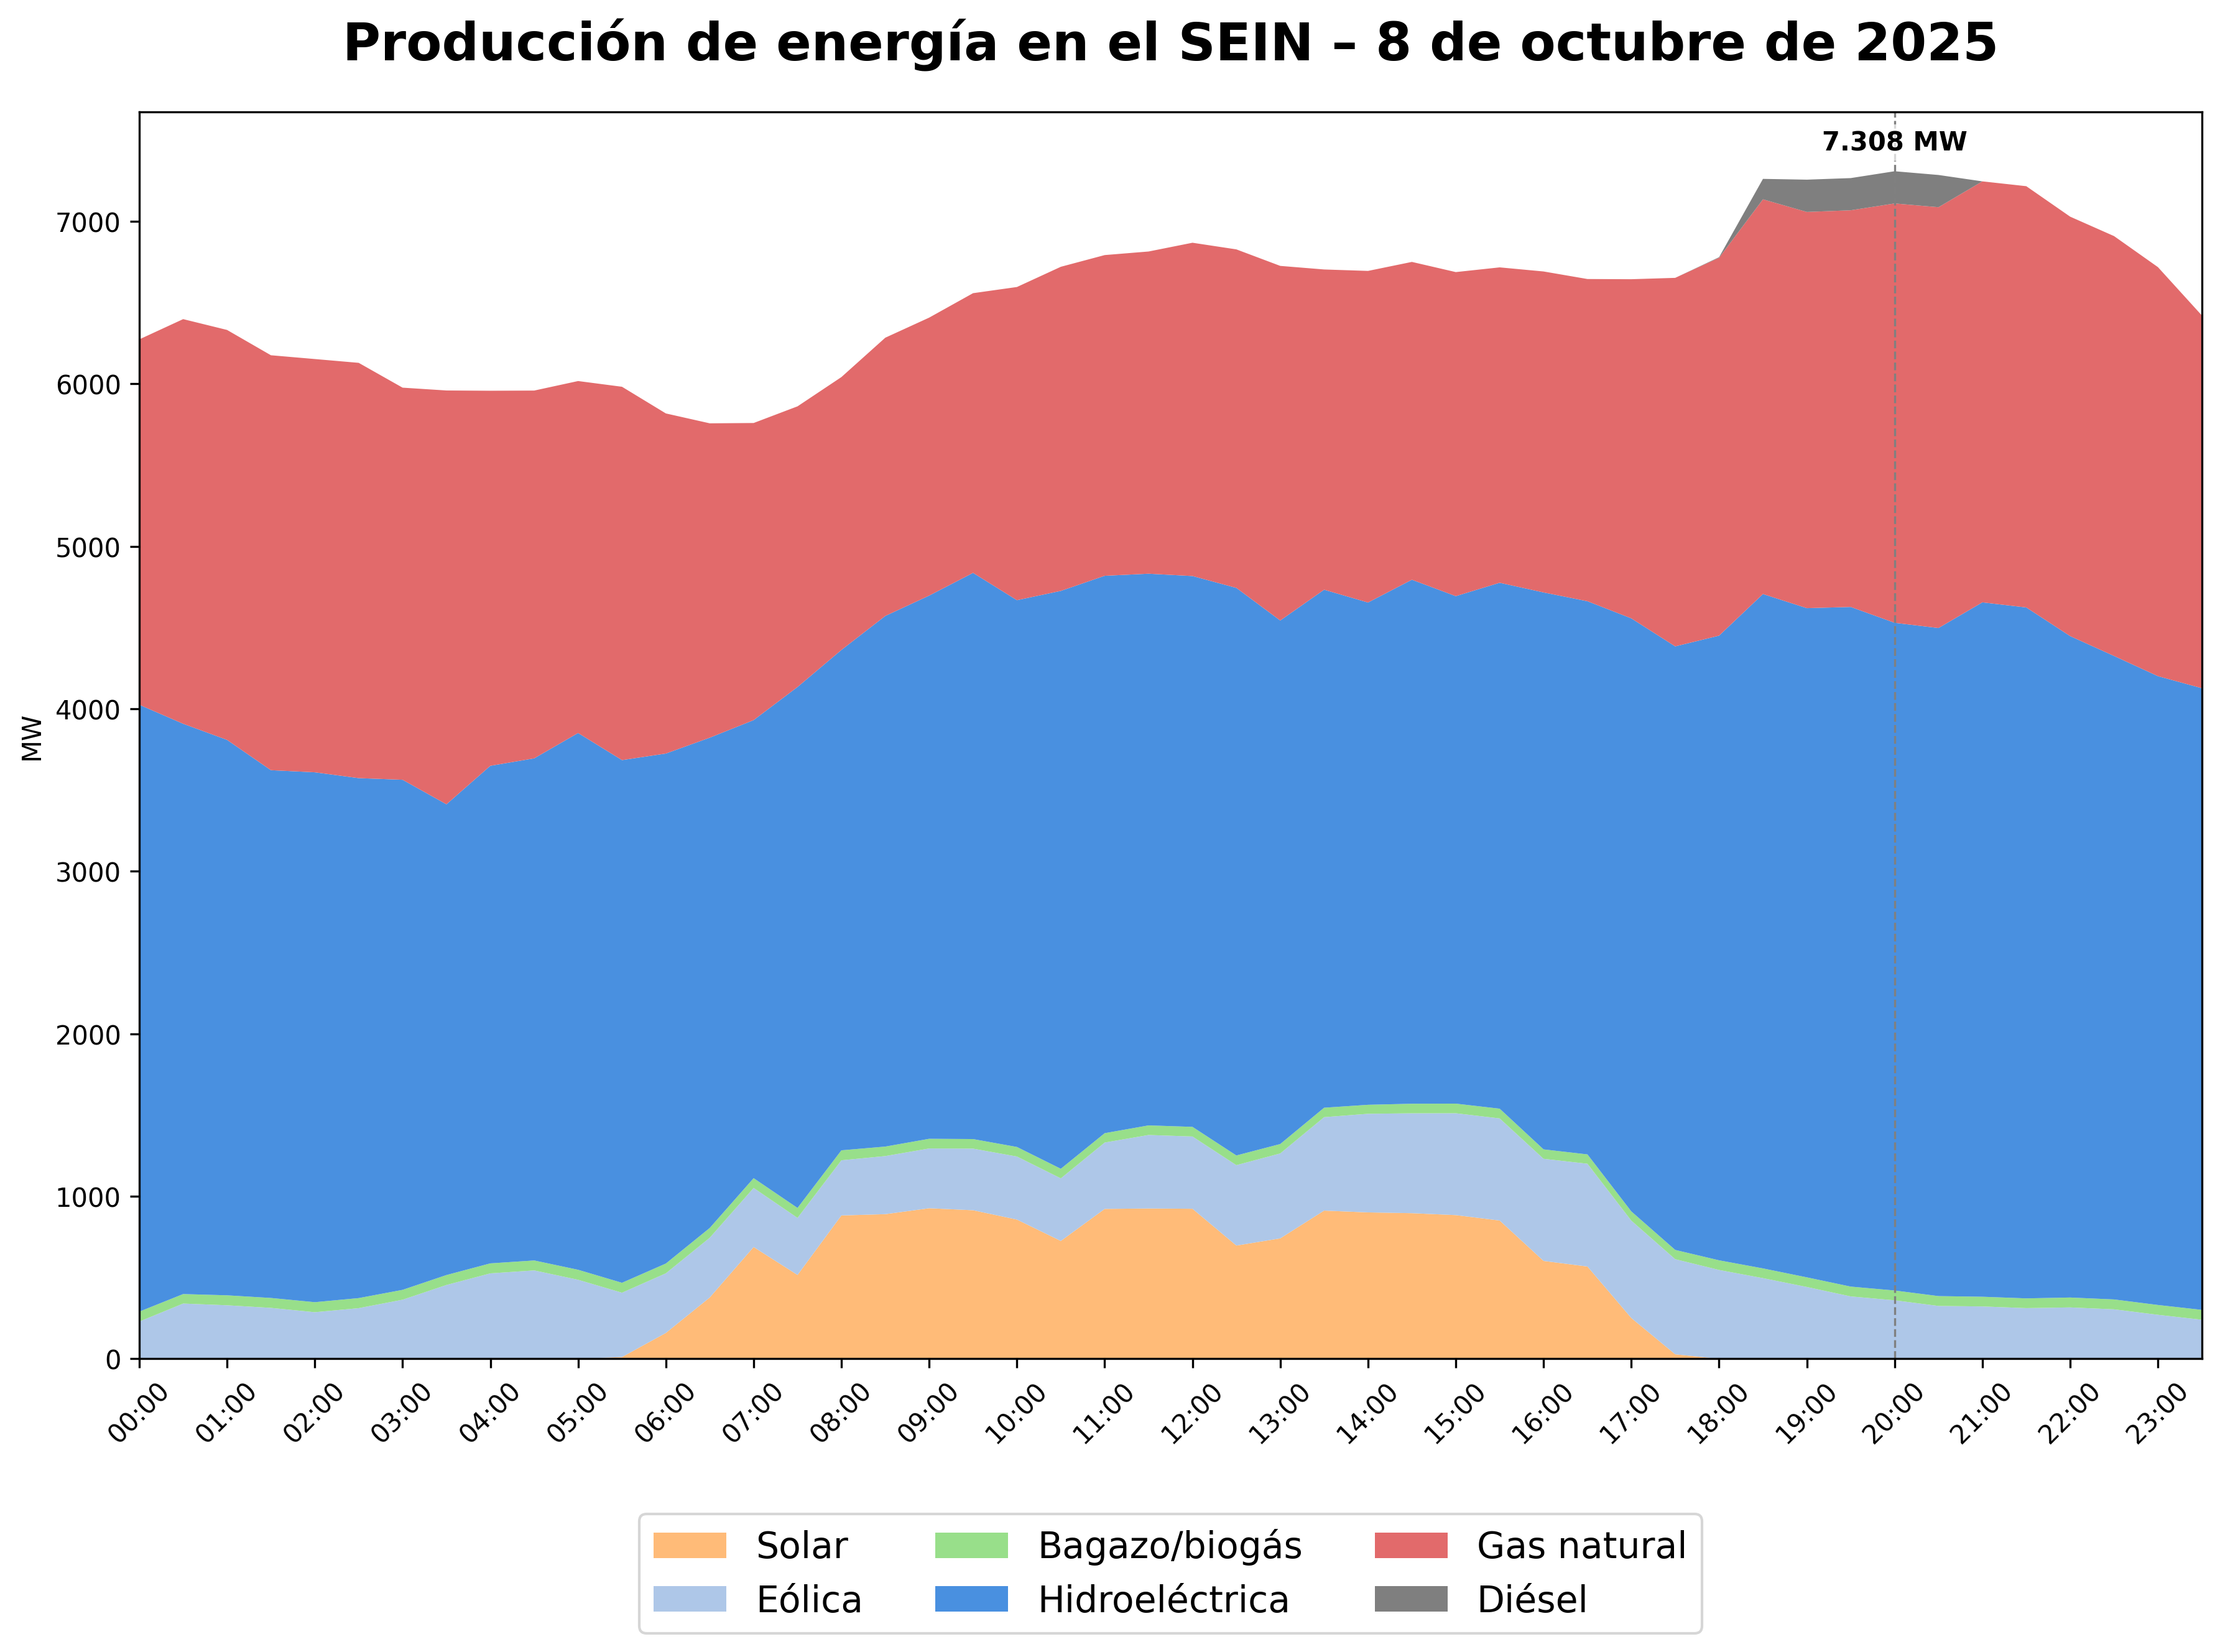 Producción de energía en el SEIN – 8 de octubre de 2025
7.308 MW
7000
6000
5000
4000
3000
2000
1000
0
MW
00:00 01:00 02:00 03:00 04:00 05:00 06:00 07:00 08:00 09:00 10:00 11:00 12:00 13:00 14:00 15:00 16:00 17:00 18:00 19:00 20:00 21:00 22:00 23:00
Solar Bagazo/biogás Gas natural
Eólica Hidroeléctrica Diésel